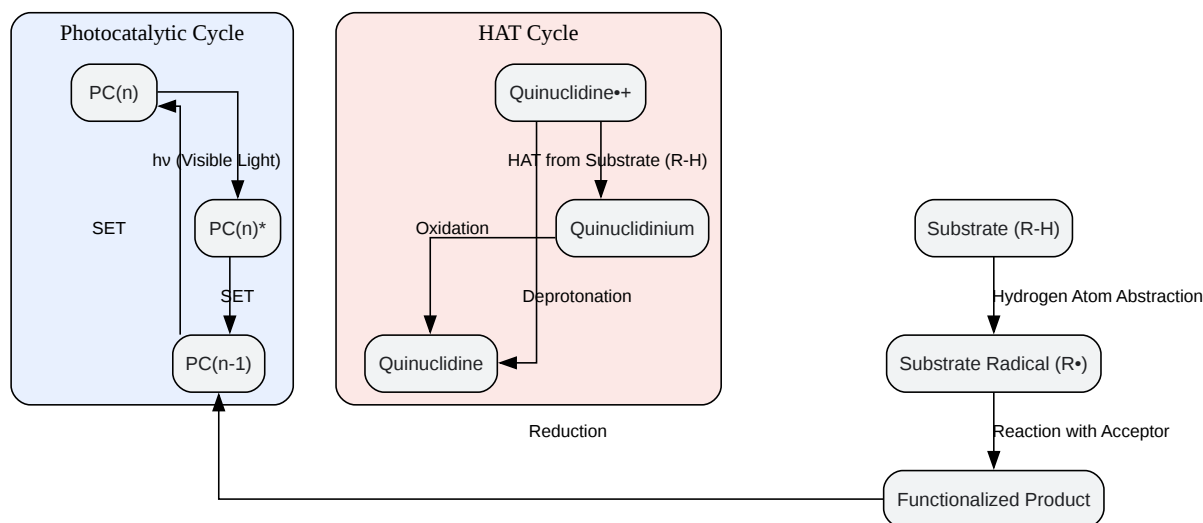 Photocatalytic Cycle
HAT Cycle
PC(n)
Quinuclidine•+
hν (Visible Light)
HAT from Substrate (R-H)
SET
PC(n)*
Oxidation
Quinuclidinium
Substrate (R-H)
SET
Deprotonation
Hydrogen Atom Abstraction
PC(n-1)
Quinuclidine
Substrate Radical (R•)
Reduction
Reaction with Acceptor
Functionalized Product